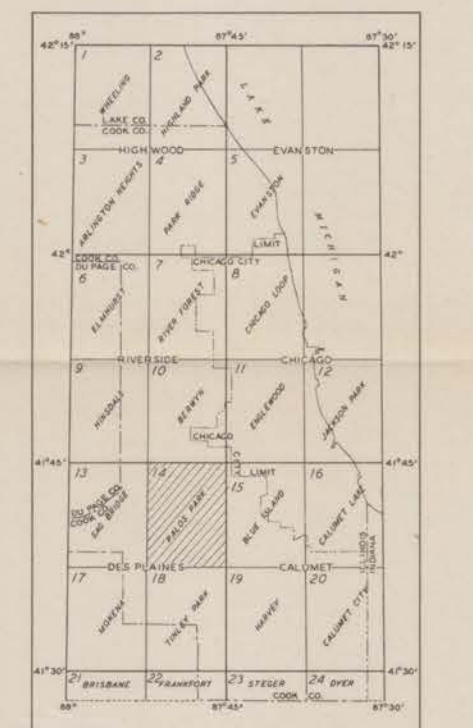 88° 87°45' 87°30'
42°15' 42°15'
1 2
WHEELING HIGHLAND PARK LAKE
LAKE CO.
COOK CO.
3 HIGHWOOD 4 5 EVANSTON
ARLINGTON HEIGHTS PARK RIDGE EVANSTON MICHIGAN
LIMIT
42° 42°
COOK CO. 7 CHICAGO CITY 8
DU PAGE CO.
6
ELMHURST RIVER FOREST CHICAGO LOOP
RIVERSIDE CHICAGO
9 10 11 12
HINSDALE BERWYN ENGLEWOOD JACKSON PARK
CHICAGO CITY
41°45' 41°45'
13 14 15 LIMIT 16
DU PAGE CO.
COOK CO.
SAG BRIDGE PALOS PARK BLUE ISLAND CALUMET LAKE
ILLINOIS
INDIANA
DES PLAINES CALUMET
17 18 19 20
MOKENA TINLEY PARK HARVEY CALUMET CITY
41°30' 41°30'
21 BRISBANE 22 FRANKFORT 23 STEGER 24 DYER
COOK CO.
88° 87°45' 87°30'